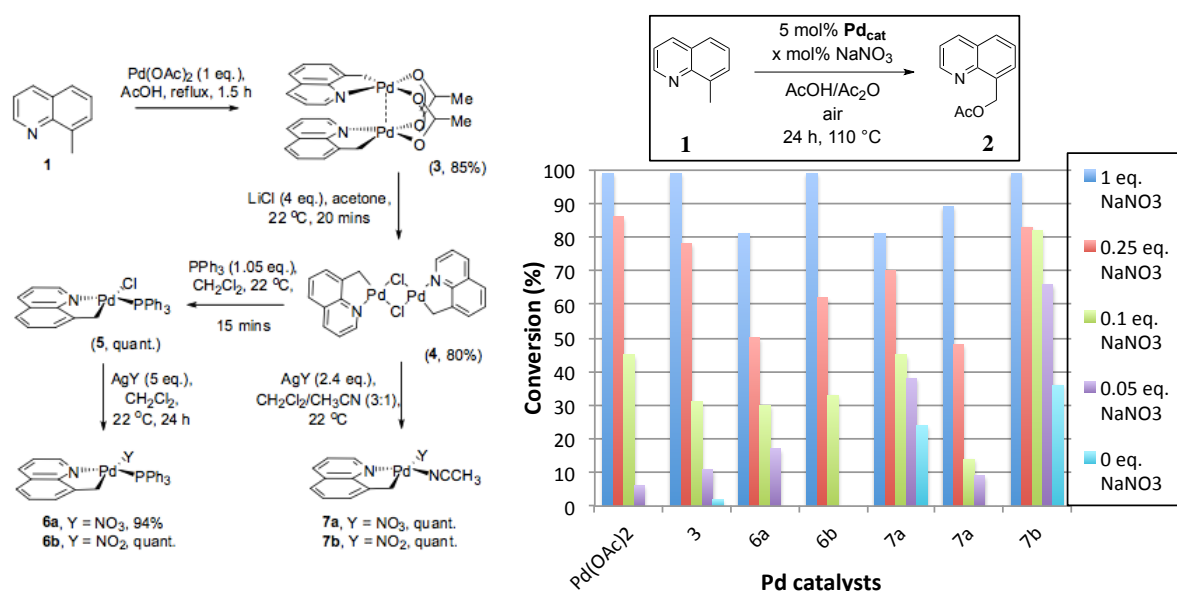 Pd(OAc)2 (1 eq.),
AcOH, reflux, 1.5 h
N
1
N
Pd
O
O
Me
N
Pd
O
O
Me
(3, 85%)
LiCl (4 eq.), acetone,
22 °C, 20 mins
PPh3 (1.05 eq.),
CH2Cl2, 22 °C,
15 mins
N
Pd
Cl
PPh3
(5, quant.)
Cl
N
Pd
Pd
N
Cl
(4, 80%)
AgY (5 eq.),
CH2Cl2,
22 °C, 24 h
AgY (2.4 eq.),
CH2Cl2/CH3CN (3:1),
22 °C
Y
N
Pd
PPh3
6a, Y = NO3, 94%
6b, Y = NO2, quant.
Y
N
Pd
NCCH3
7a, Y = NO3, quant.
7b, Y = NO2, quant.
N
1
5 mol% Pdcat
x mol% NaNO3
AcOH/Ac2O
air
24 h, 110 °C
N
AcO
2
Conversion (%)
100
90
80
70
60
50
40
30
20
10
0
Pd(OAc)2
3
6a
6b
7a
7a
7b
Pd catalysts
1 eq.
NaNO3
0.25 eq.
NaNO3
0.1 eq.
NaNO3
0.05 eq.
NaNO3
0 eq.
NaNO3